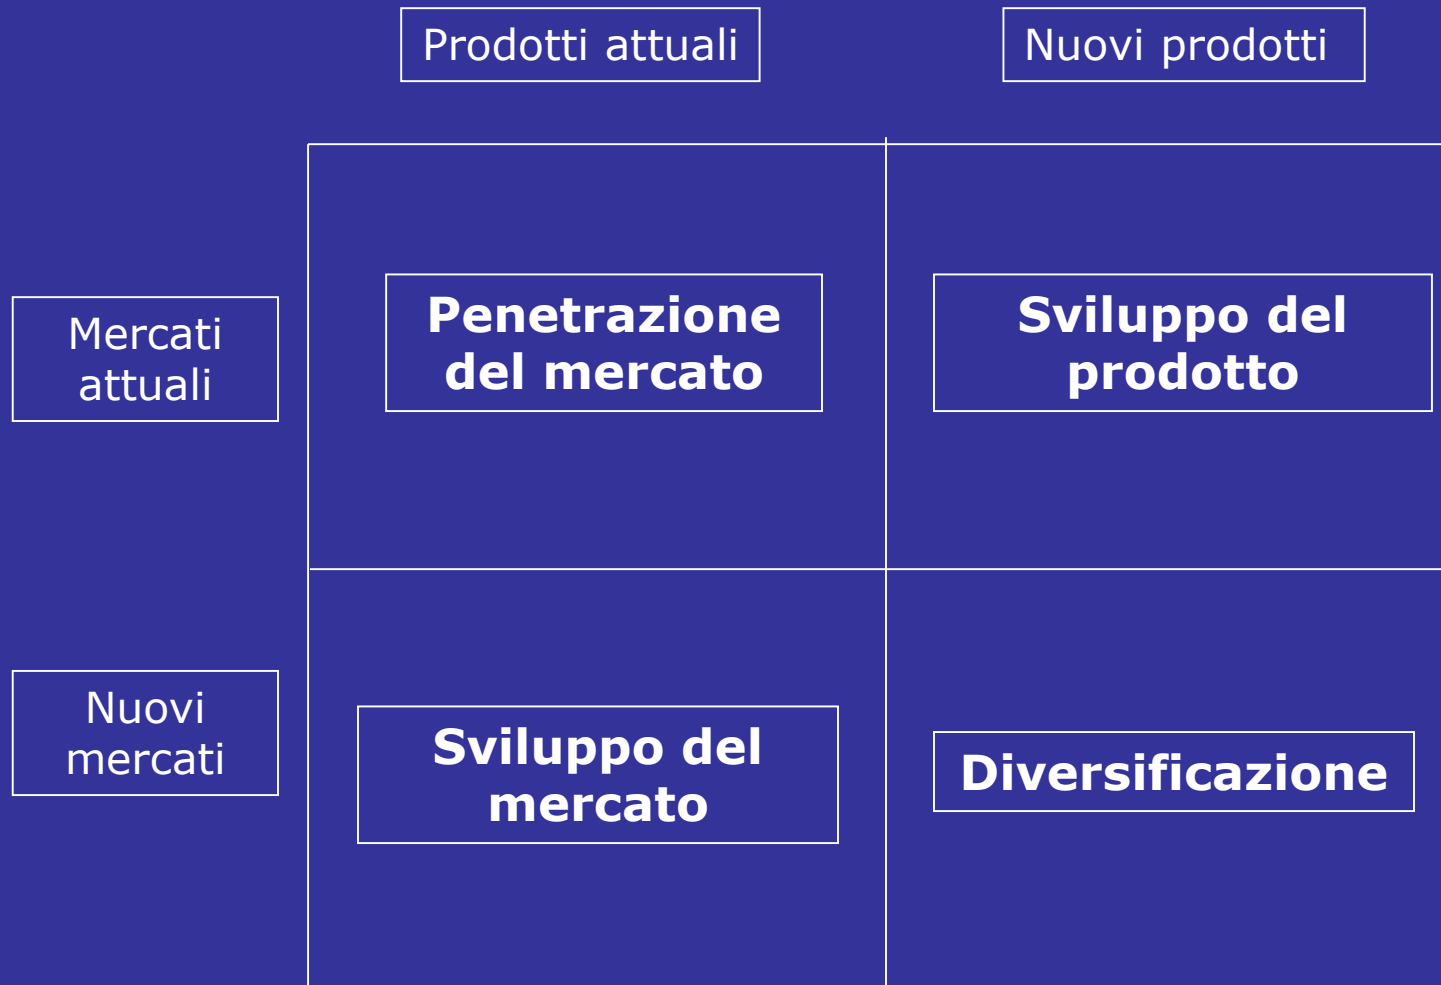 Prodotti attuali
Nuovi prodotti
Mercati
attuali
Penetrazione
del mercato
Sviluppo del
prodotto
Nuovi
mercati
Sviluppo del
mercato
Diversificazione